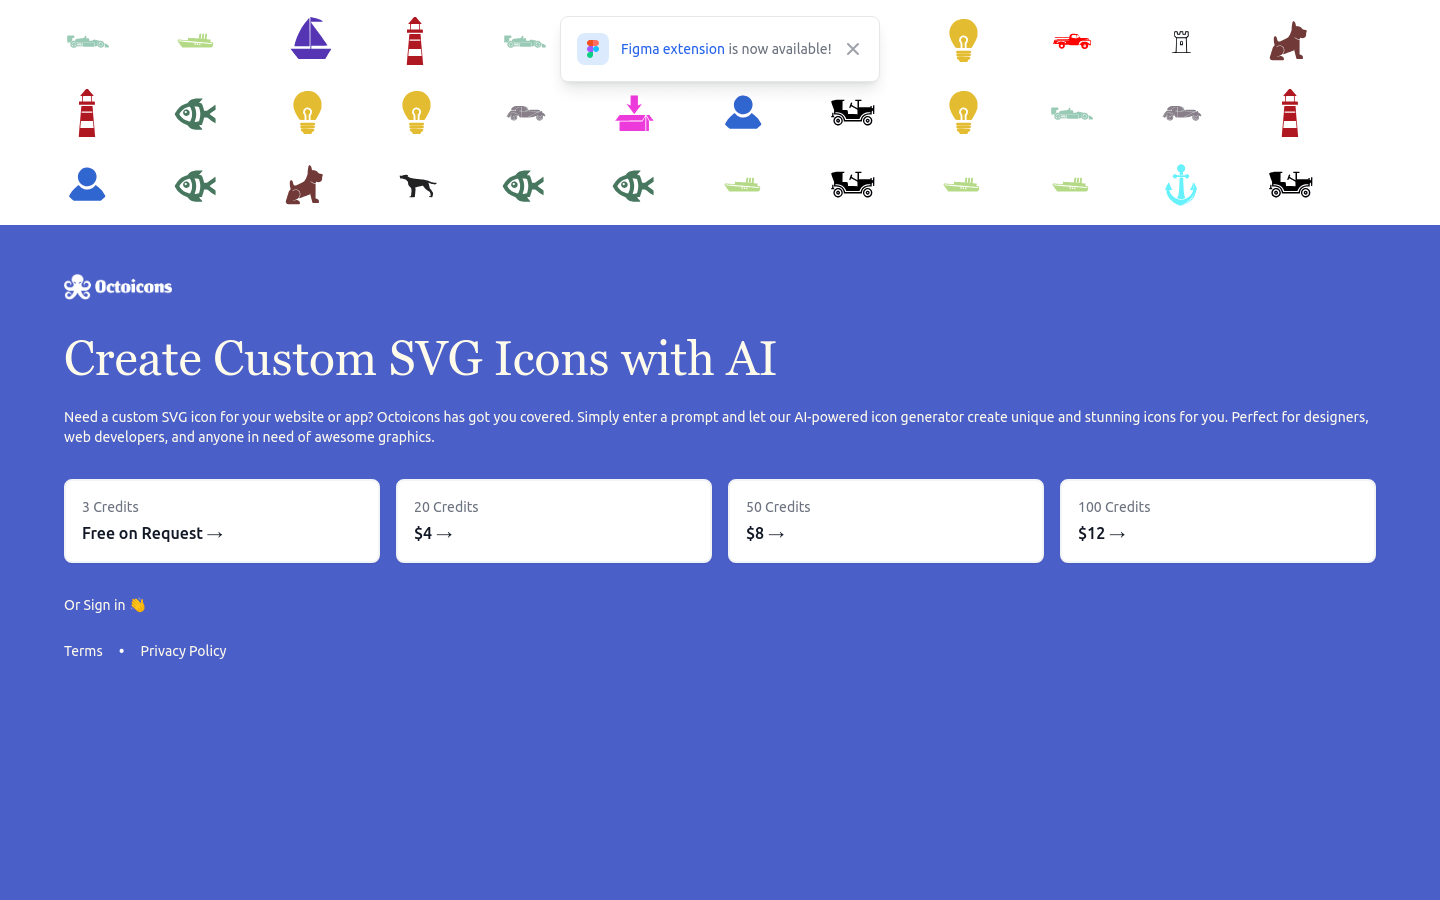 Figma extension is now available!
Octoicons
Create Custom SVG Icons with AI
Need a custom SVG icon for your website or app? Octoicons has got you covered. Simply enter a prompt and let our AI-powered icon generator create unique and stunning icons for you. Perfect for designers,
web developers, and anyone in need of awesome graphics.
3 Credits
Free on Request →
20 Credits
$4 →
50 Credits
$8 →
100 Credits
$12 →
Or Sign in 👋
Terms • Privacy Policy